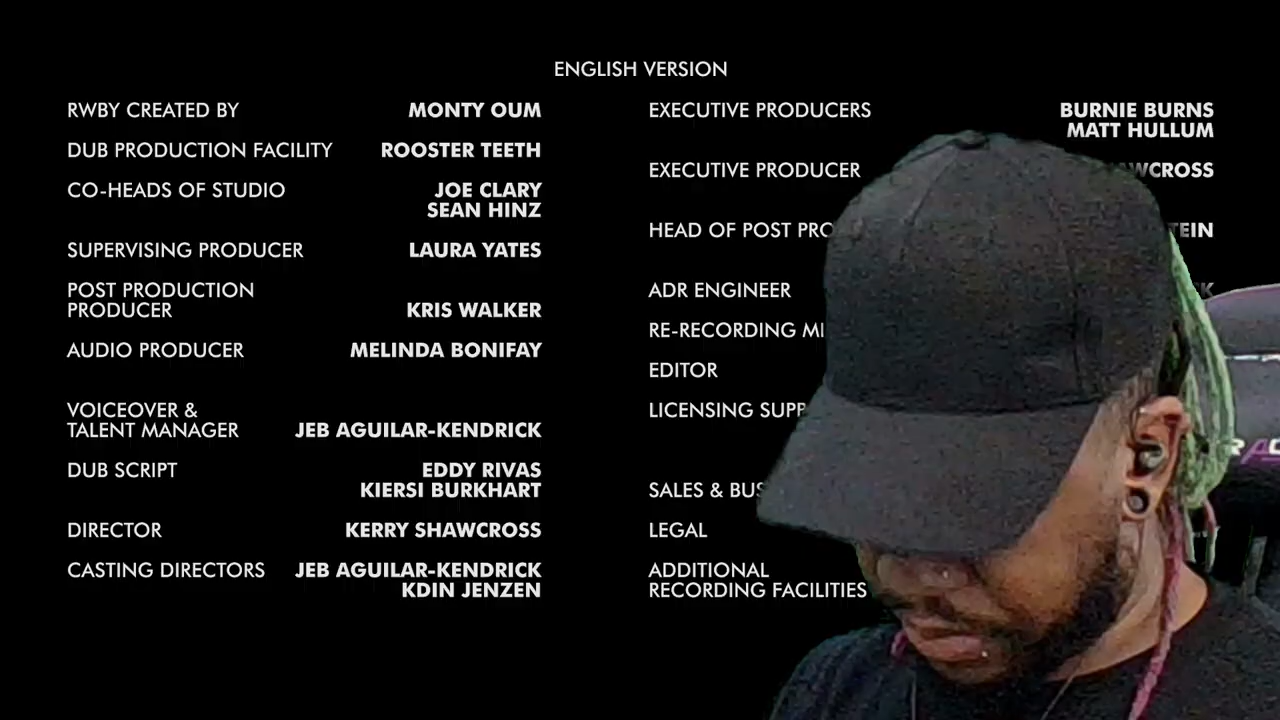 ENGLISH VERSION
RWBY CREATED BY MONTY OUM
DUB PRODUCTION FACILITY ROOSTER TEETH
CO-HEADS OF STUDIO JOE CLARY
SEAN HINZ
SUPERVISING PRODUCER LAURA YATES
POST PRODUCTION
PRODUCER KRIS WALKER
AUDIO PRODUCER MELINDA BONIFAY
VOICEOVER &
TALENT MANAGER JEB AGUILAR-KENDRICK
DUB SCRIPT EDDY RIVAS
KIERSI BURKHART
DIRECTOR KERRY SHAWCROSS
CASTING DIRECTORS JEB AGUILAR-KENDRICK
KDIN JENZEN
EXECUTIVE PRODUCERS BURNIE BURNS
MATT HULLUM
EXECUTIVE PRODUCER
HEAD OF POST
ADR ENGINEER
RE-RECORDING
EDITOR
LICENSING
SALES &
LEGAL
ADDITIONAL
RECORDING FACILITIES